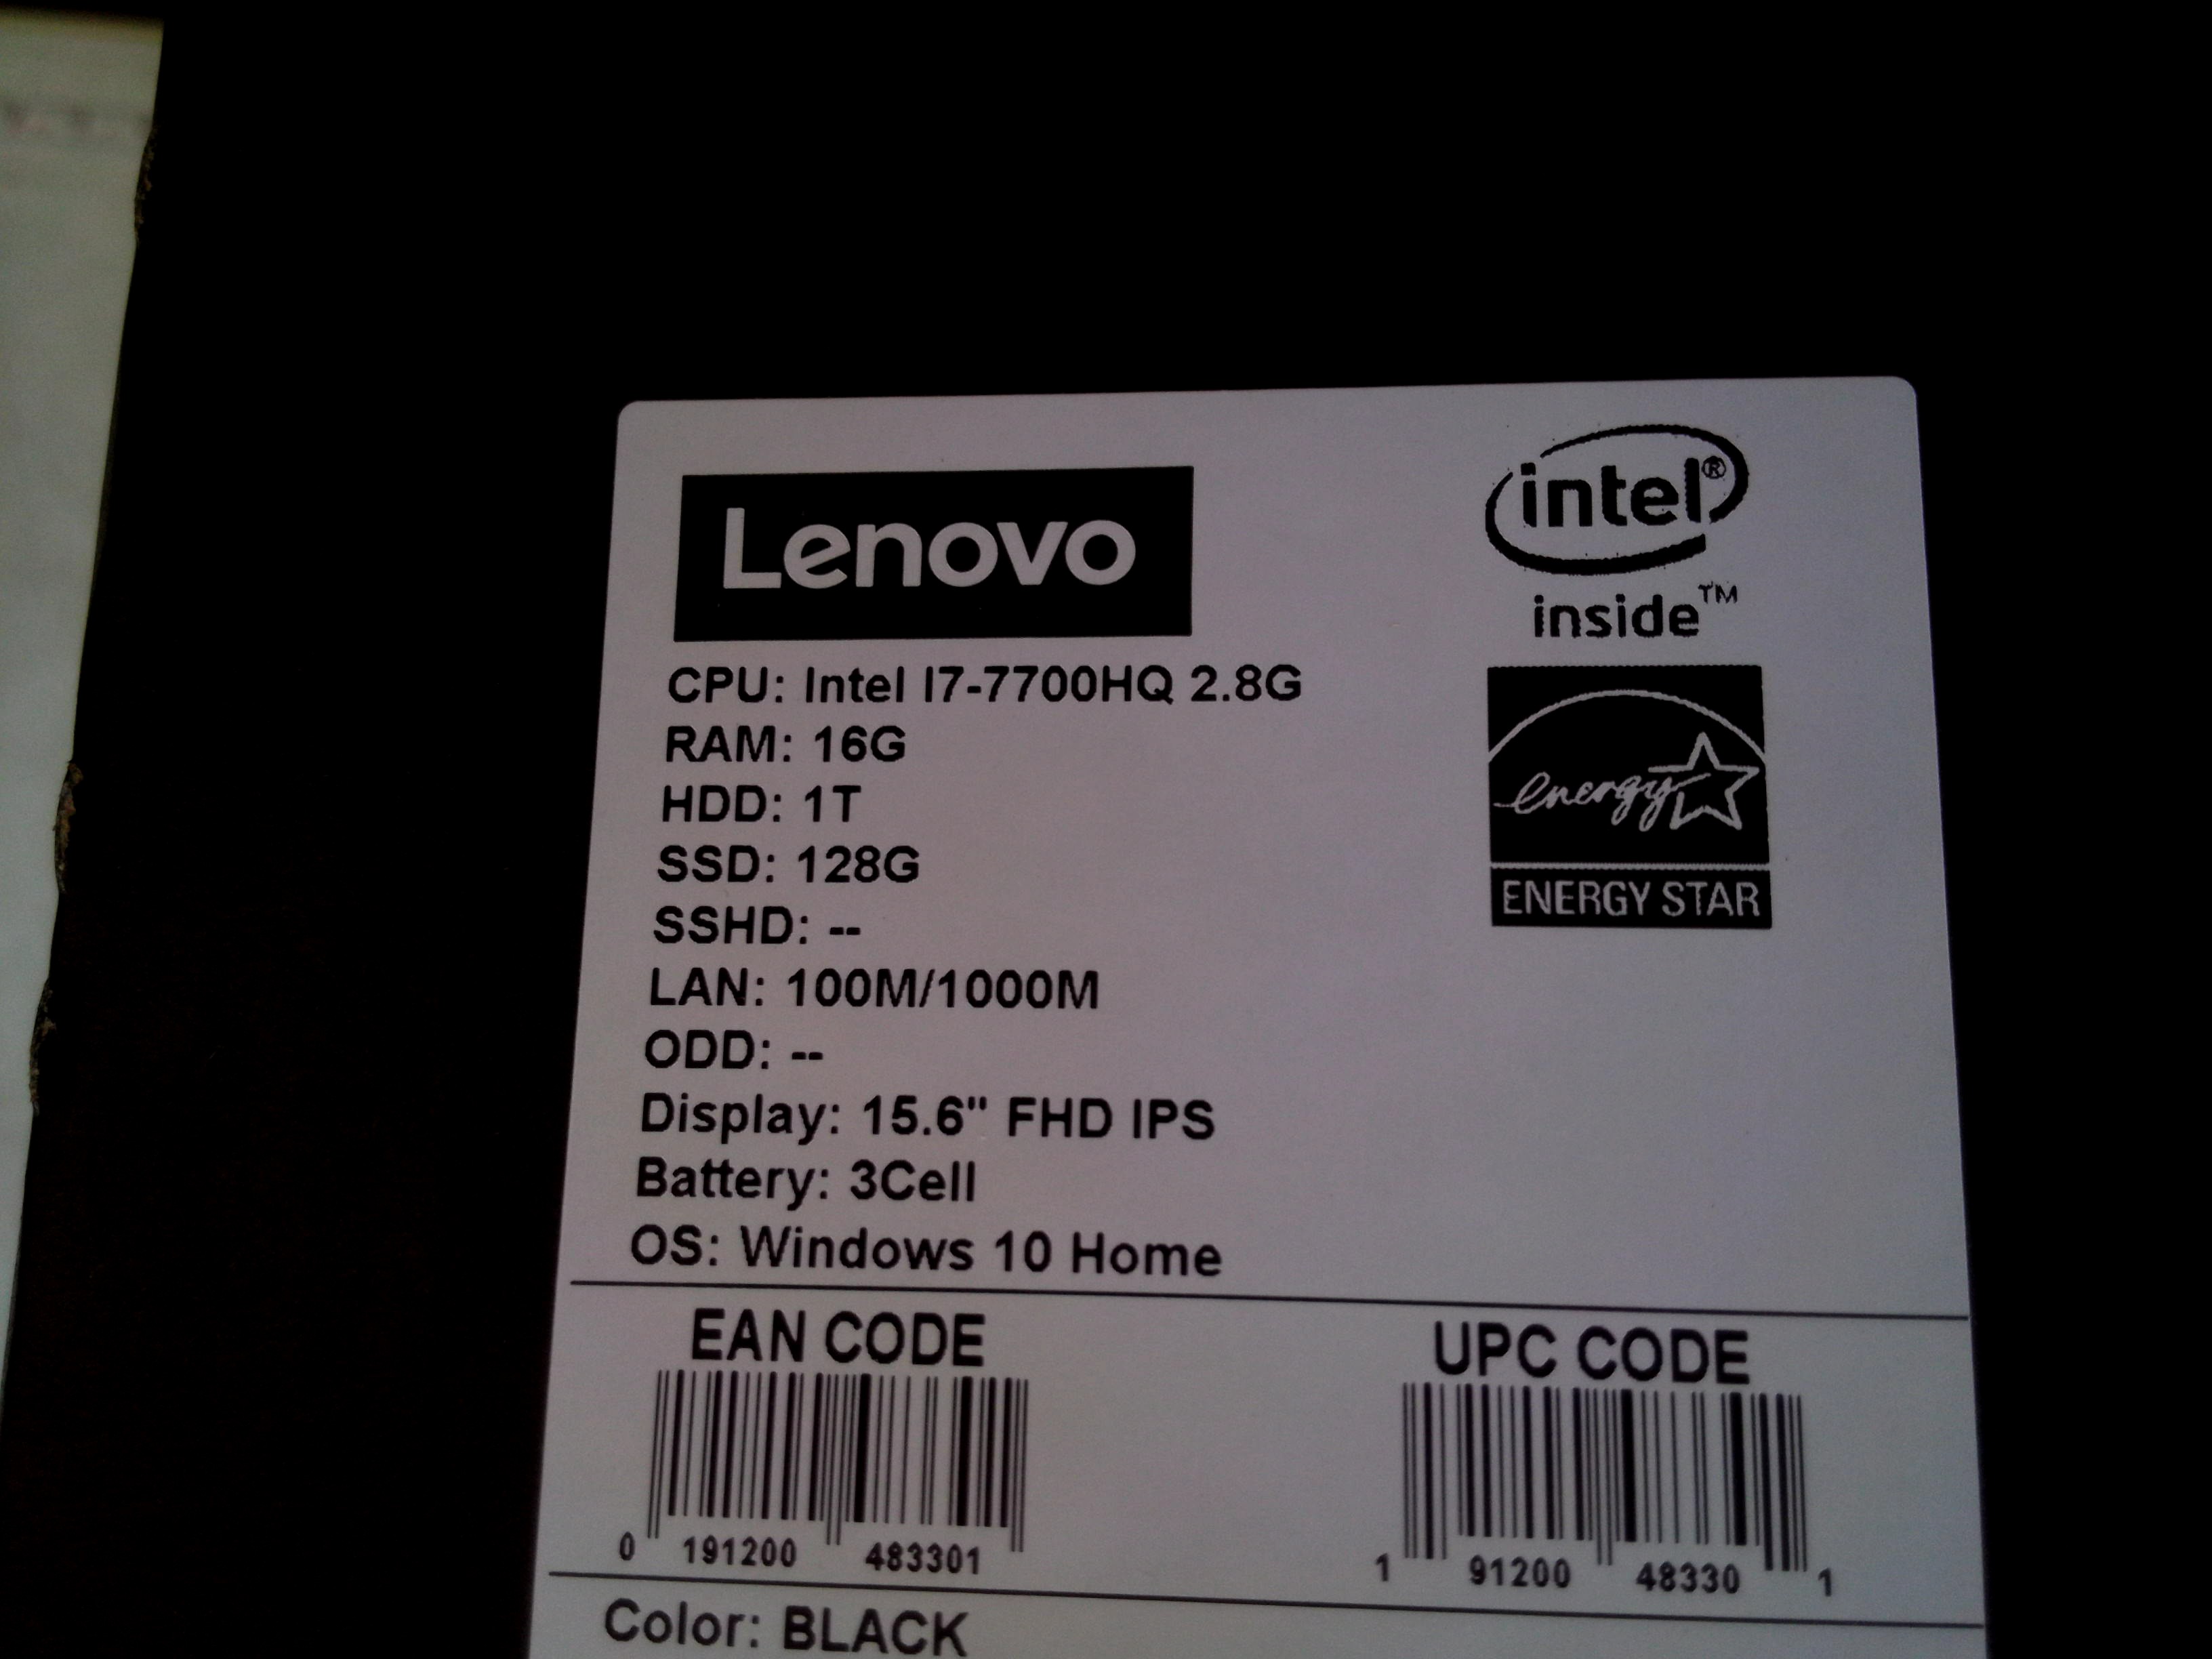 Lenovo
intel®
inside™
CPU: Intel I7-7700HQ 2.8G
RAM: 16G
HDD: 1T
SSD: 128G
SSHD: --
LAN: 100M/1000M
ODD: --
Display: 15.6" FHD IPS
Battery: 3Cell
OS: Windows 10 Home
energy
ENERGY STAR
EAN CODE
0 191200 483301
UPC CODE
1 91200 48330 1
Color: BLACK